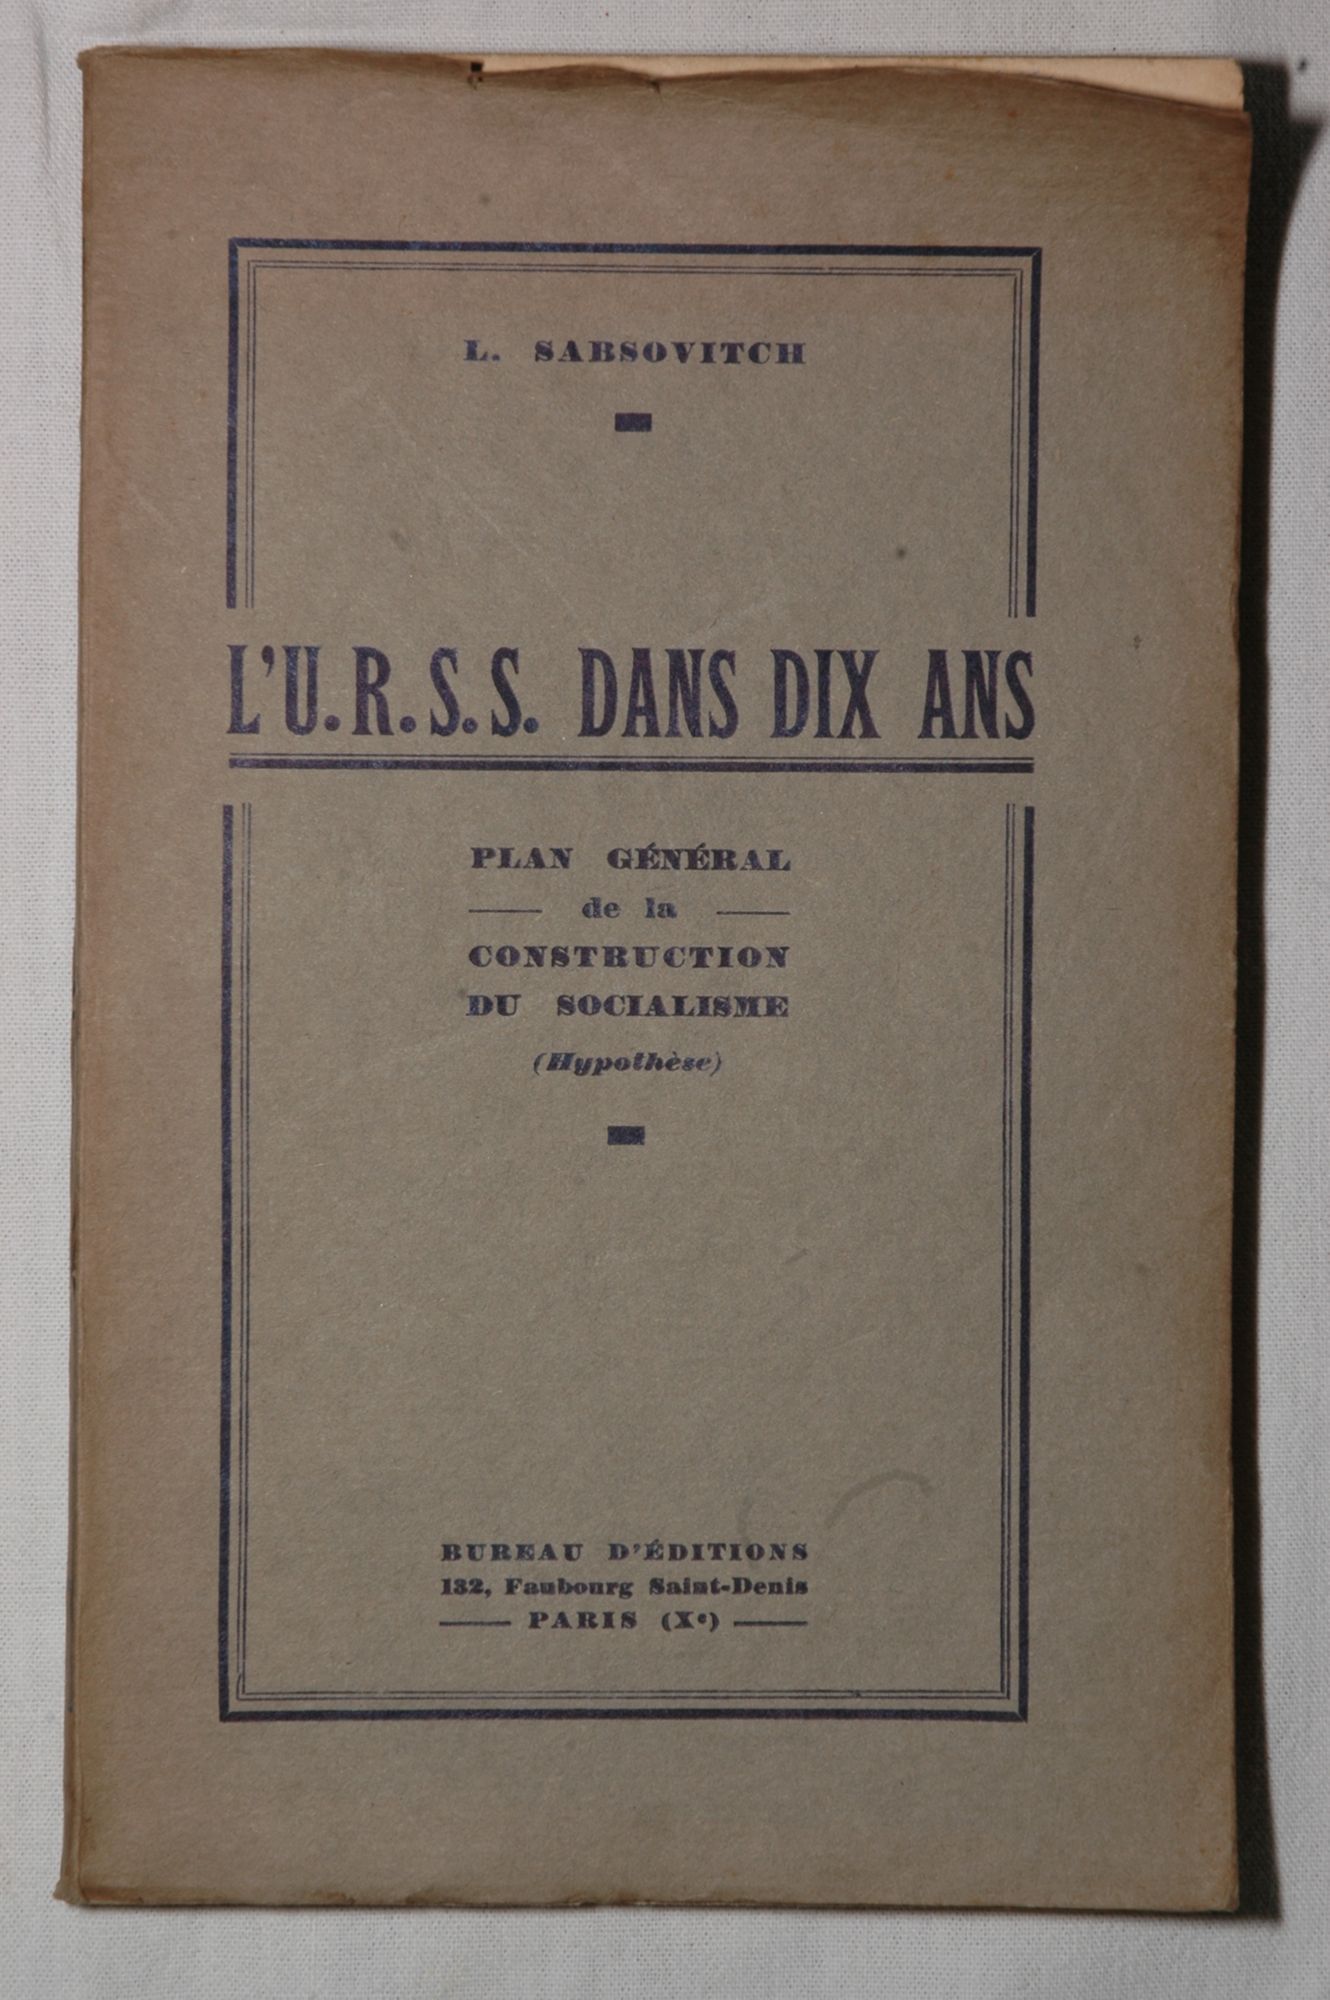 L. SABSOVITCH
L'U.R.S.S. DANS DIX ANS
PLAN GÉNÉRAL
de la
CONSTRUCTION
DU SOCIALISME
(Hypothèse)
BUREAU D'ÉDITIONS
132, Faubourg Saint-Denis
PARIS (Xe)